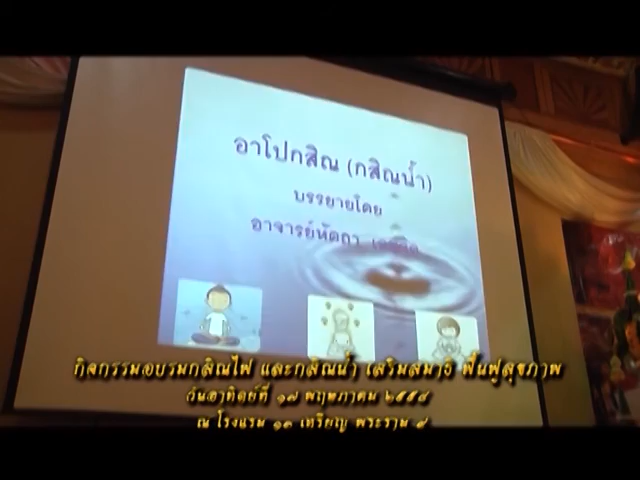 อาโปกสิณ (กสิณน้ำ)
บรรยายโดย
อาจารย์หัตถา
กิจกรรมอบรมกสิณไฟ และกสิณน้ำ เสริมสมาธิ ฟื้นฟูสุขภาพ
วันอาทิตย์ที่ ๑๗ พฤษภาคม ๒๕๕๘
ณ โรงแรม ๑๓ เหรียญ พระราม ๙